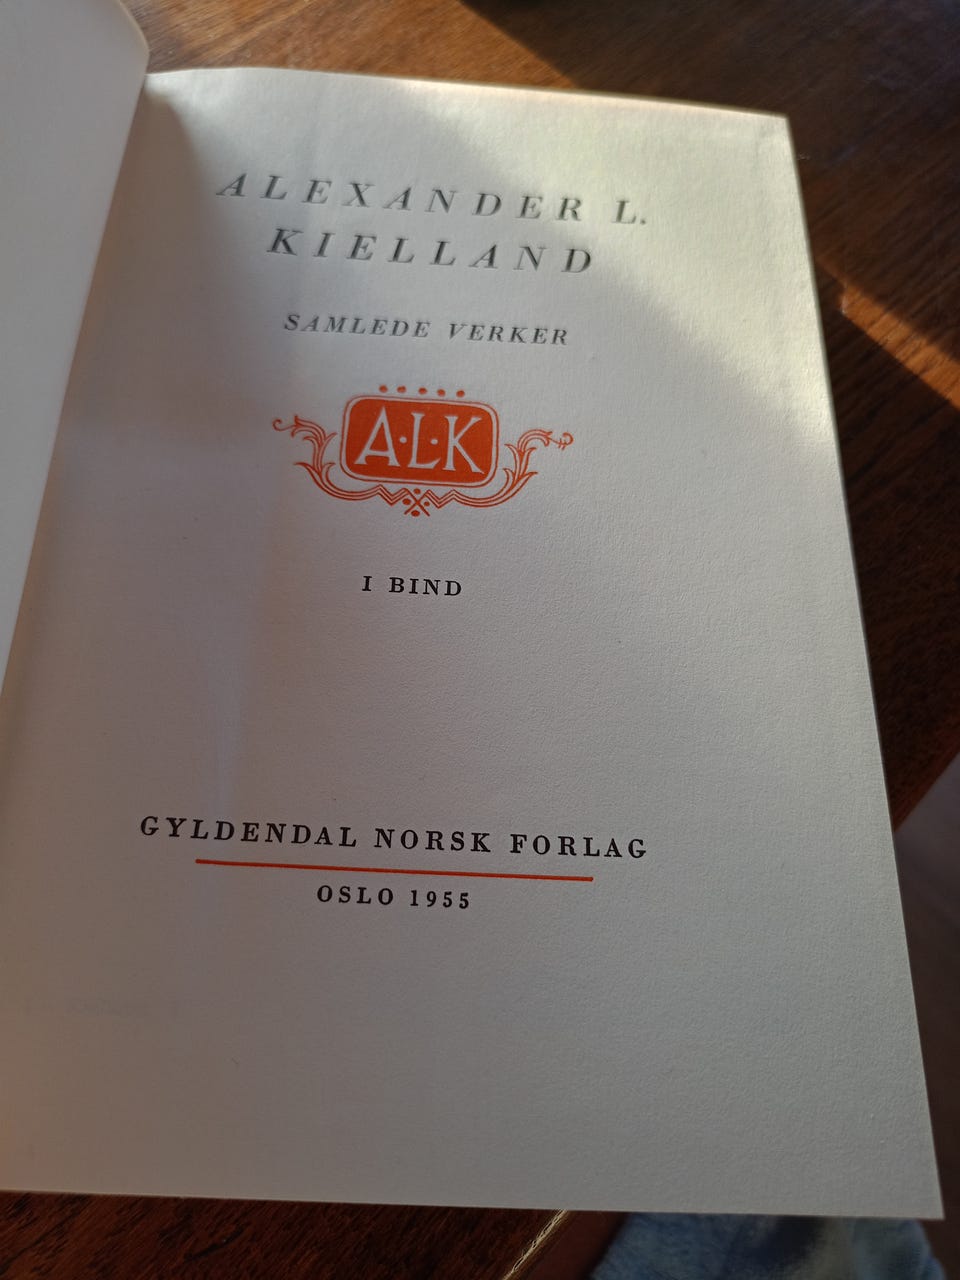 ALEXANDER L.
KIELLAND
SAMLEDE VERKER
A·L·K
I BIND
GYLDENDAL NORSK FORLAG
OSLO 1955